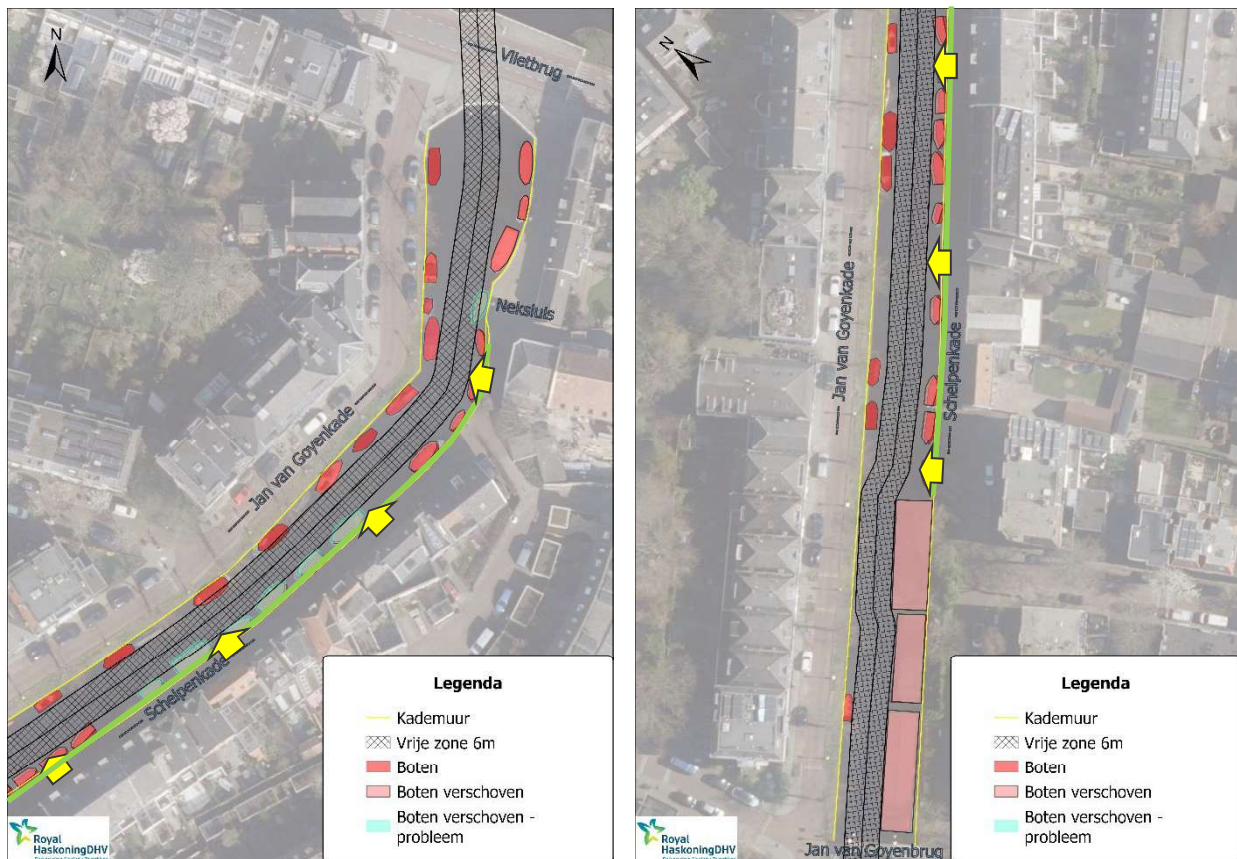 N
Vlietbrug
Neksluis
Jan van Goyenkade
Schelpenkade
Legenda
Kademuur
Vrije zone 6m
Boten
Boten verschoven
Boten verschoven -
probleem
Royal
HaskoningDHV
N
Jan van Goyenkade
Schelpenkade
Jan van Goyenbrug
Legenda
Kademuur
Vrije zone 6m
Boten
Boten verschoven
Boten verschoven -
probleem
Royal
HaskoningDHV